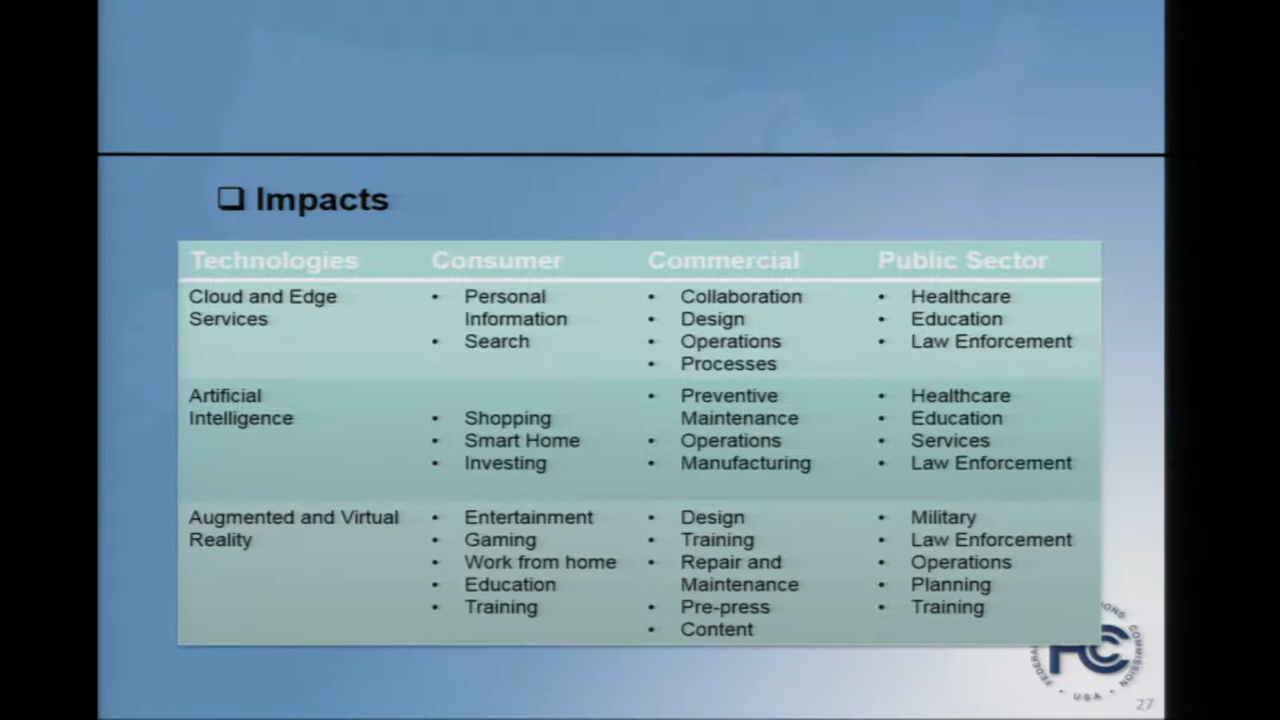 ❑ Impacts
Technologies Consumer Commercial Public Sector
Cloud and Edge
Services
• Personal
Information
• Search
• Collaboration
• Design
• Operations
• Processes
• Healthcare
• Education
• Law Enforcement
Artificial
Intelligence
• Shopping
• Smart Home
• Investing
• Preventive
Maintenance
• Operations
• Manufacturing
• Healthcare
• Education
• Services
• Law Enforcement
Augmented and Virtual
Reality
• Entertainment
• Gaming
• Work from home
• Education
• Training
• Design
• Training
• Repair and
Maintenance
• Pre-press
• Content
• Military
• Law Enforcement
• Operations
• Planning
• Training
FC
COMMISSION
• USA •
27